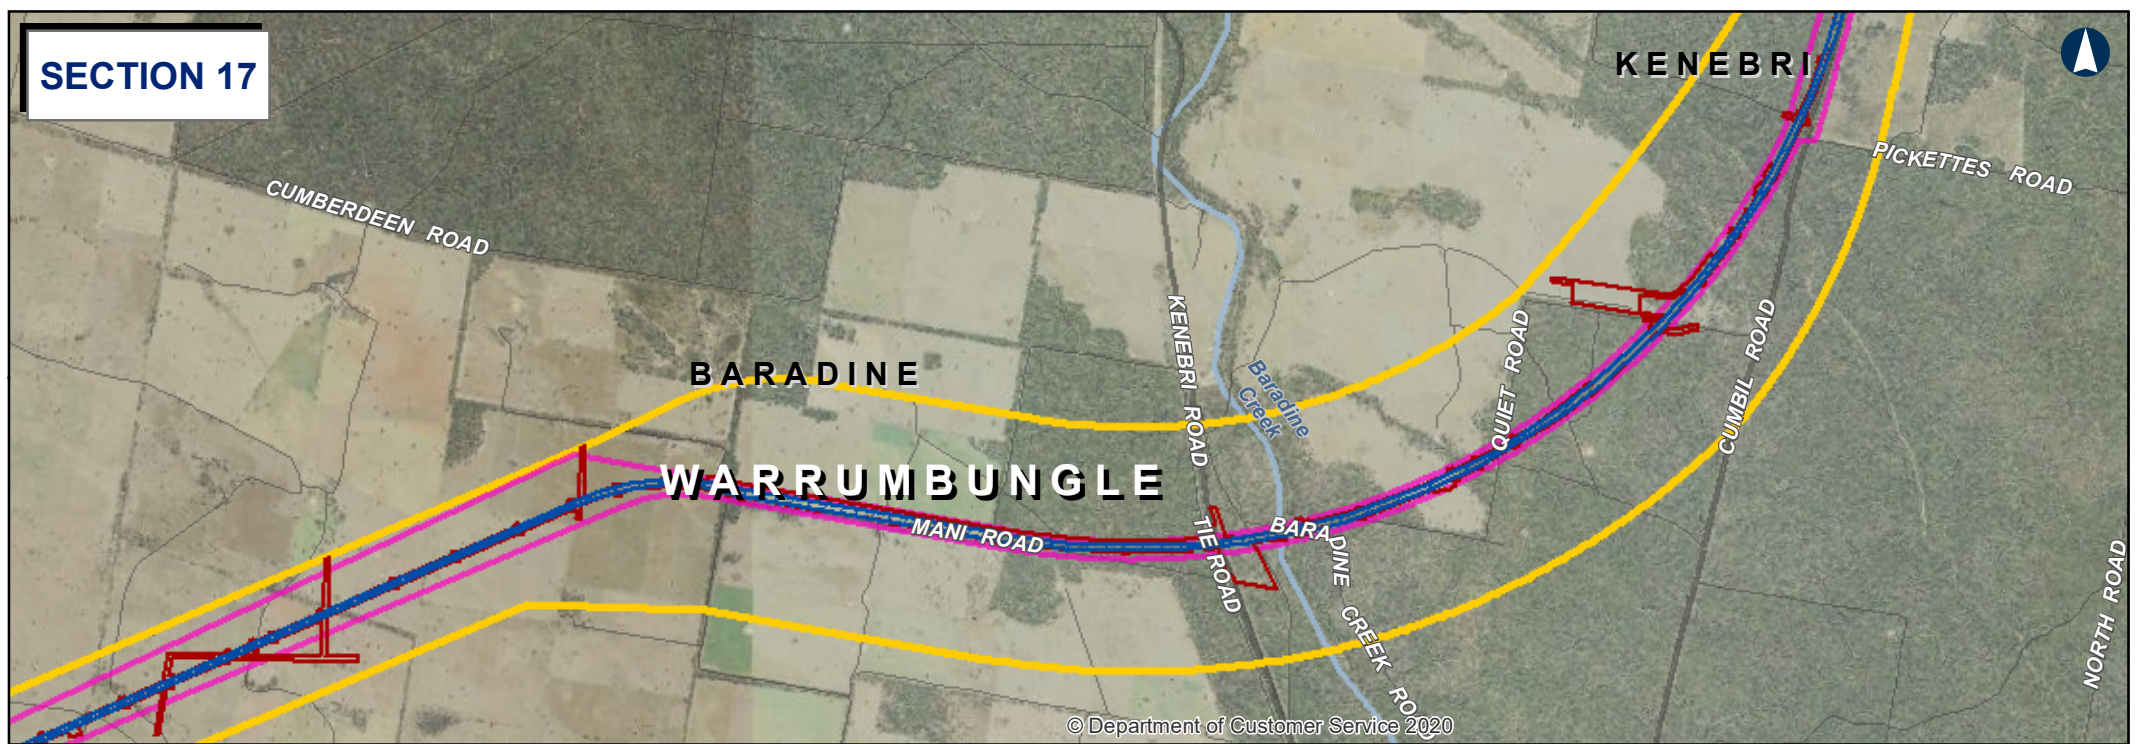 SECTION 17
KENEBRI
PICKETTES ROAD
CUMBERDEEN ROAD
KENEBRI ROAD
QUIET ROAD
CUMBIL ROAD
BARADINE
Baradine
Creek
WARRUMBUNGLE
MANI ROAD
TIE ROAD
BARADINE CREEK ROAD
NORTH ROAD
© Department of Customer Service 2020